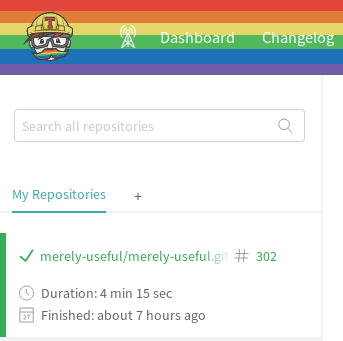 Dashboard Changelog
Search all repositories
My Repositories +
merely-useful/merely-useful.git # 302
Duration: 4 min 15 sec
Finished: about 7 hours ago